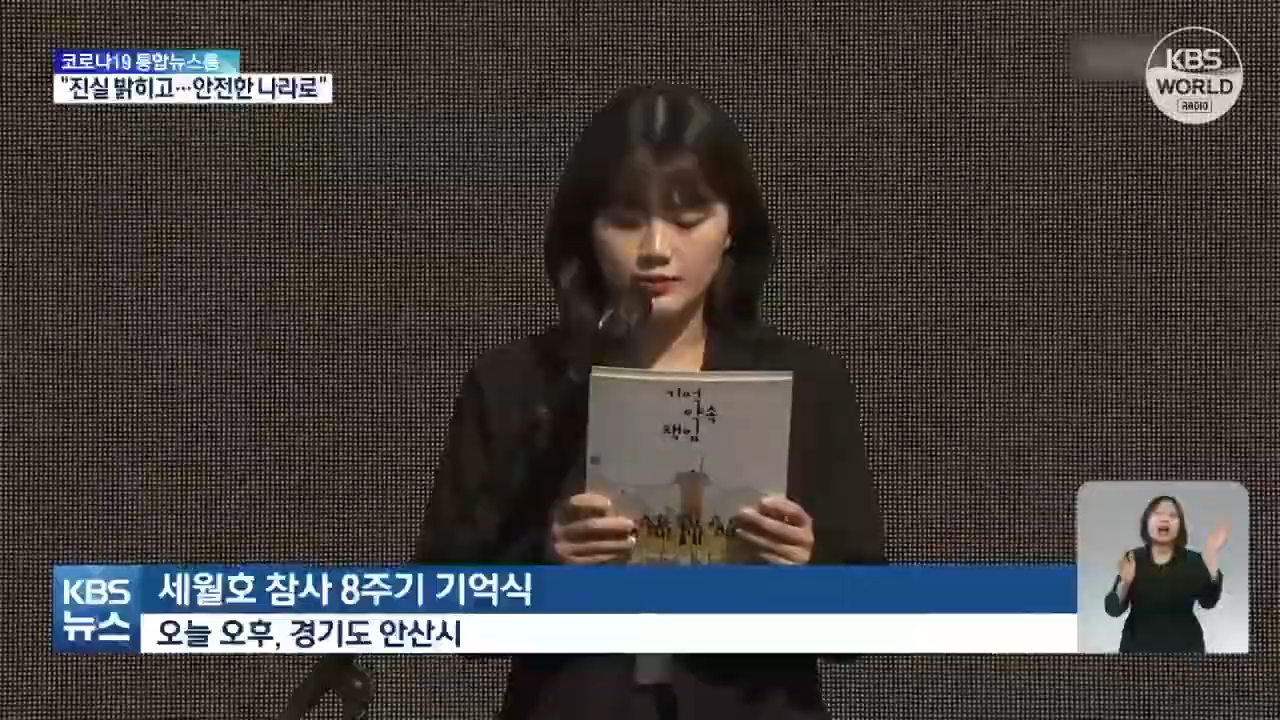 코로나19 통합뉴스룸
"진실 밝히고…안전한 나라로"
KBS
WORLD
RADIO
기억
약속
책임
KBS
뉴스
세월호 참사 8주기 기억식
오늘 오후, 경기도 안산시